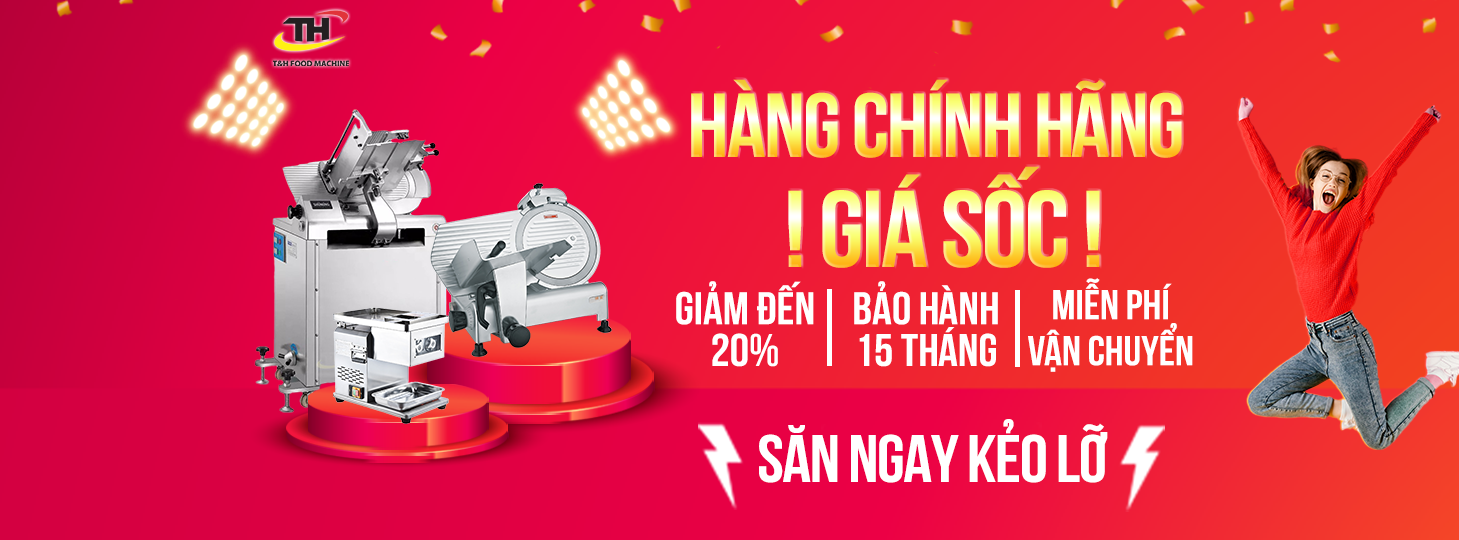 TH
T&H FOOD MACHINE
HÀNG CHÍNH HÃNG
! GIÁ SỐC !
GIẢM ĐẾN
20%
BẢO HÀNH
15 THÁNG
MIỄN PHÍ
VẬN CHUYỂN
SĂN NGAY KẺO LỠ